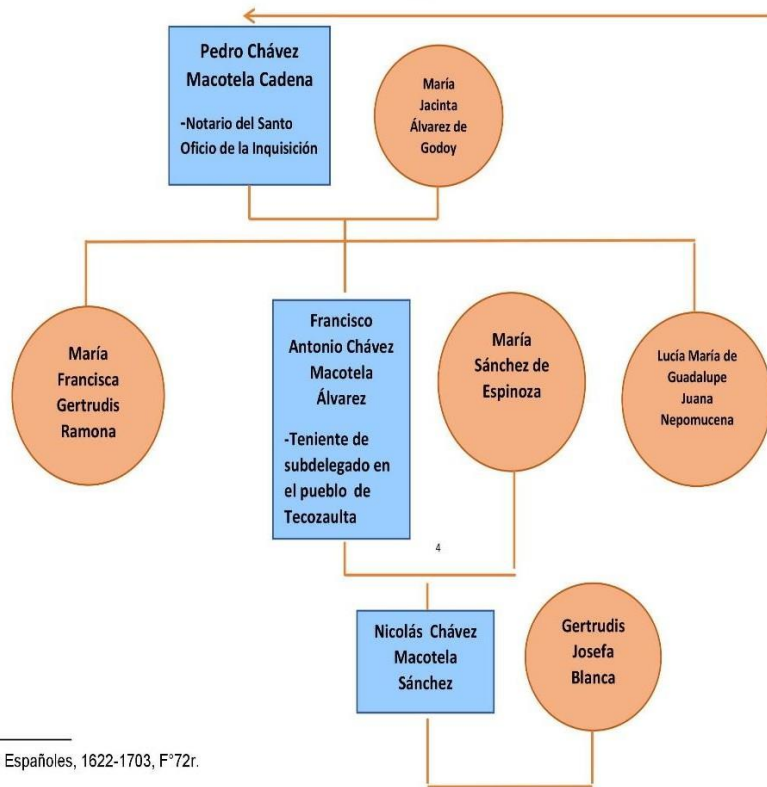 Pedro Chávez
Macotela Cadena
-Notario del Santo
Oficio de la Inquisición
María
Jacinta
Álvarez de
Godoy
María
Francisca
Gertrudis
Ramona
Francisco
Antonio Chávez
Macotela
Álvarez
-Teniente de
subdelegado en
el pueblo de
Tecozaulta
María
Sánchez de
Espinoza
Lucía María de
Guadalupe
Juana
Nepomucena
4
Nicolás Chávez
Macotela
Sánchez
Gertrudis
Josefa
Blanca
Españoles, 1622-1703, F°72r.